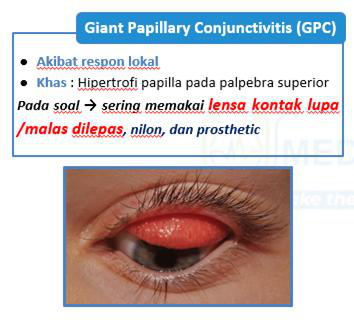 Giant Papillary Conjunctivitis (GPC)
• Akibat respon lokal
• Khas : Hipertrofi papilla pada palpebra superior
Pada soal → sering memakai lensa kontak lupa
/malas dilepas, nilon, dan prosthetic
MED